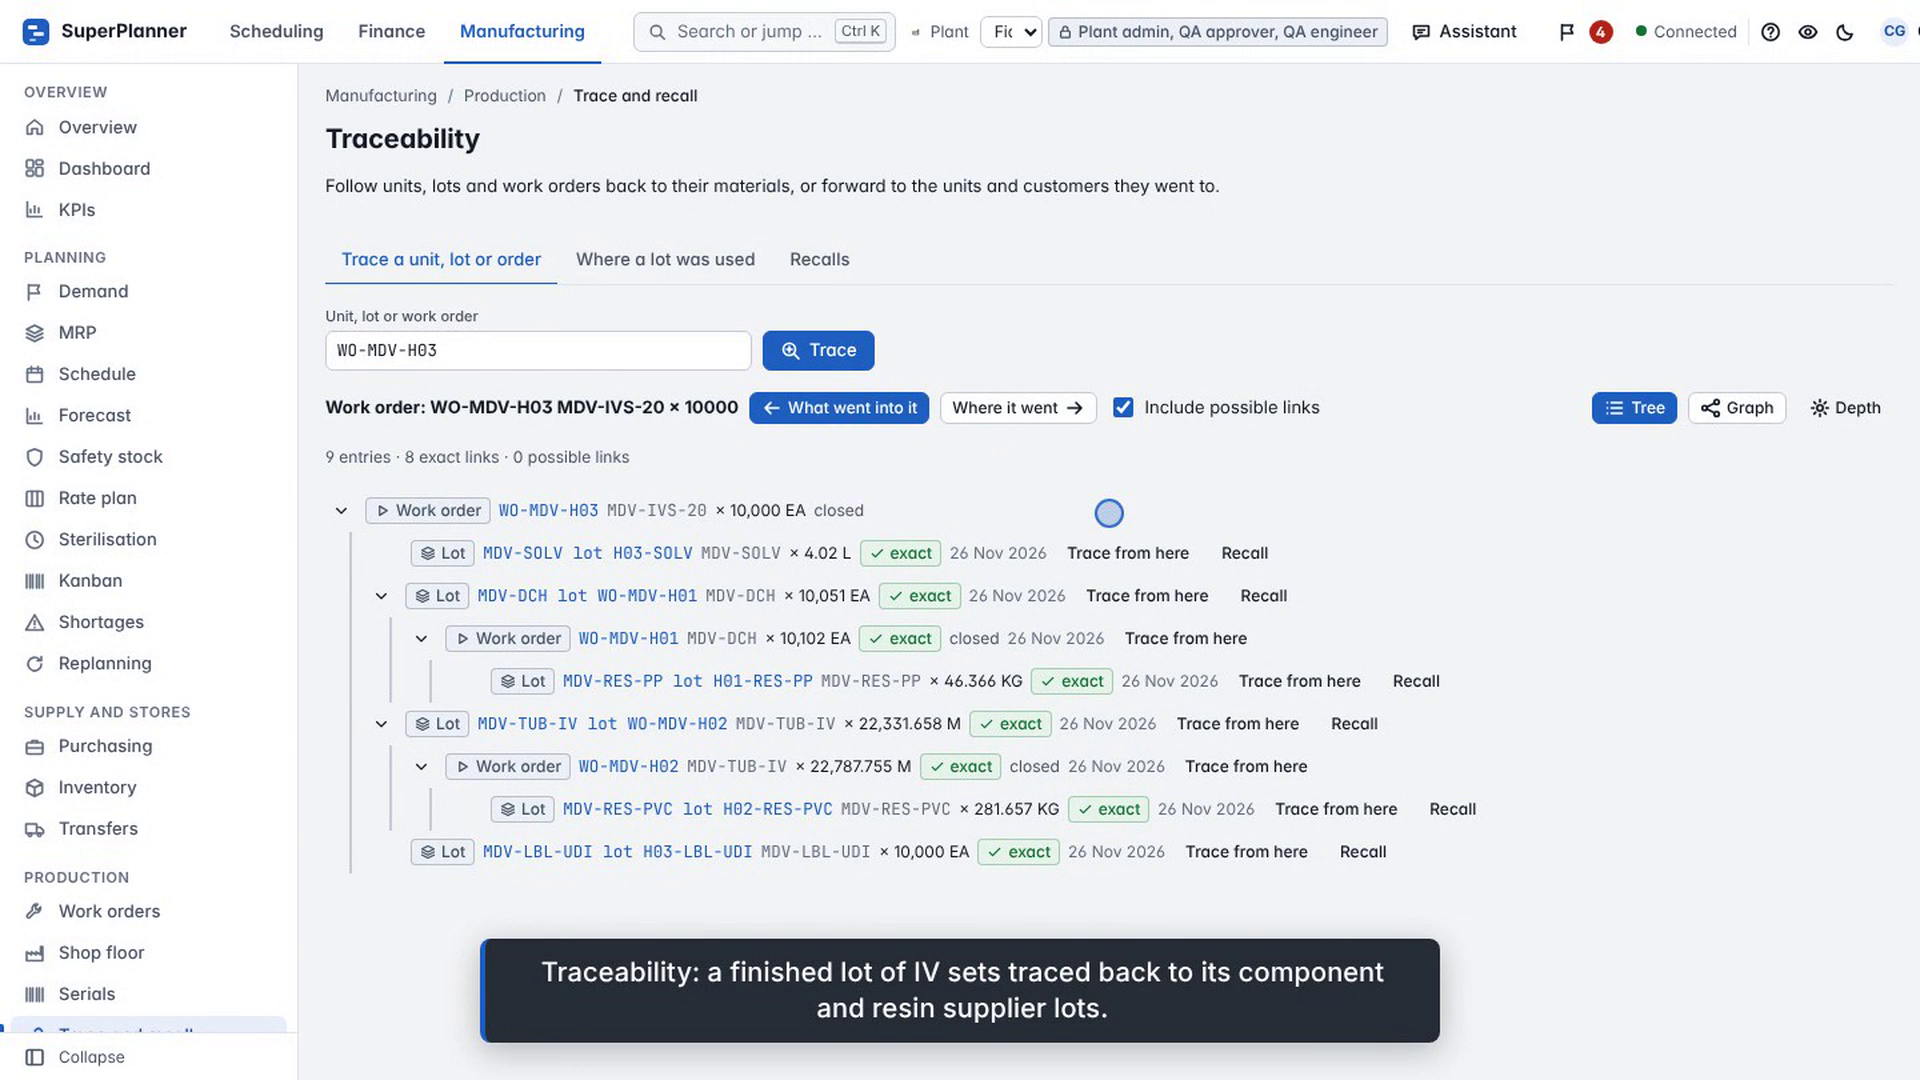 SuperPlanner
Scheduling
Finance
Manufacturing
Search or jump ...
Ctrl K
Plant
Plant admin, QA approver, QA engineer
Assistant
4
Connected
CG
OVERVIEW
Overview
Dashboard
KPIs
PLANNING
Demand
MRP
Schedule
Forecast
Safety stock
Rate plan
Sterilisation
Kanban
Shortages
Replanning
SUPPLY AND STORES
Purchasing
Inventory
Transfers
PRODUCTION
Work orders
Shop floor
Serials
Collapse
Manufacturing / Production / Trace and recall
Traceability
Follow units, lots and work orders back to their materials, or forward to the units and customers they went to.
Trace a unit, lot or order
Where a lot was used
Recalls
Unit, lot or work order
WO-MDV-H03
Trace
Work order: WO-MDV-H03 MDV-IVS-20 × 10000
What went into it
Where it went
Include possible links
Tree
Graph
Depth
9 entries · 8 exact links · 0 possible links
Work order WO-MDV-H03 MDV-IVS-20 × 10,000 EA closed
Lot MDV-SOLV lot H03-SOLV MDV-SOLV × 4.02 L exact 26 Nov 2026 Trace from here Recall
Lot MDV-DCH lot WO-MDV-H01 MDV-DCH × 10,051 EA exact 26 Nov 2026 Trace from here Recall
Work order WO-MDV-H01 MDV-DCH × 10,102 EA exact closed 26 Nov 2026 Trace from here
Lot MDV-RES-PP lot H01-RES-PP MDV-RES-PP × 46.366 KG exact 26 Nov 2026 Trace from here Recall
Lot MDV-TUB-IV lot WO-MDV-H02 MDV-TUB-IV × 22,331.658 M exact 26 Nov 2026 Trace from here Recall
Work order WO-MDV-H02 MDV-TUB-IV × 22,787.755 M exact closed 26 Nov 2026 Trace from here
Lot MDV-RES-PVC lot H02-RES-PVC MDV-RES-PVC × 281.657 KG exact 26 Nov 2026 Trace from here Recall
Lot MDV-LBL-UDI lot H03-LBL-UDI MDV-LBL-UDI × 10,000 EA exact 26 Nov 2026 Trace from here Recall
Traceability: a finished lot of IV sets traced back to its component
and resin supplier lots.